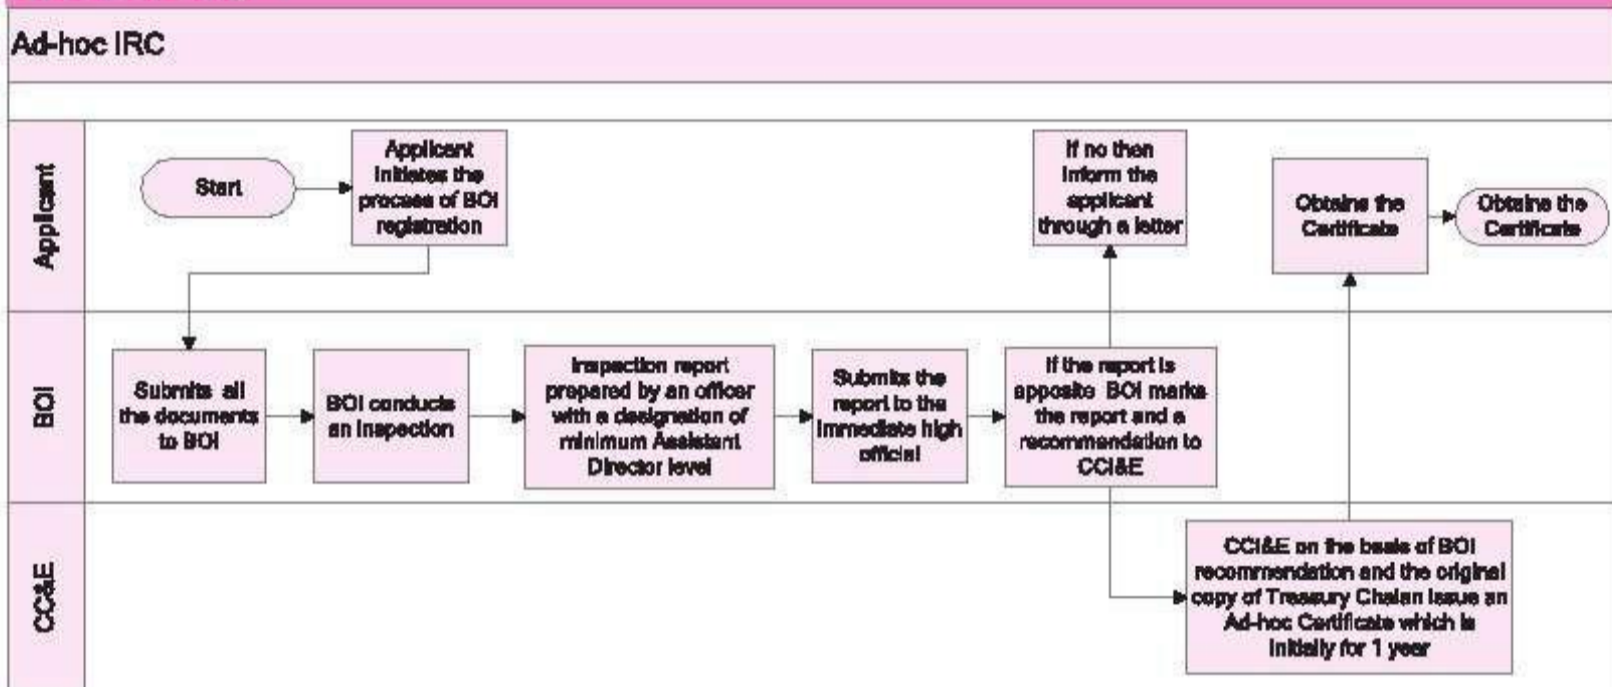 Ad-hoc IRC
Applicant
Start
Applicant
initiates the
process of BOI
registration
If no then
inform the
applicant
through a letter
Obtains the
Certificate
Obtains the
Certificate
BOI
Submits all
the documents
to BOI
BOI conducts
an inspection
Inspection report
prepared by an officer
with a designation of
minimum Assistant
Director level
Submits the
report to the
immediate high
official
If the report is
apposite BOI marks
the report and a
recommendation to
CCI&E
CC&E
CCI&E on the basis of BOI
recommendation and the original
copy of Treasury Chalan issue an
Ad-hoc Certificate which is
initially for 1 year